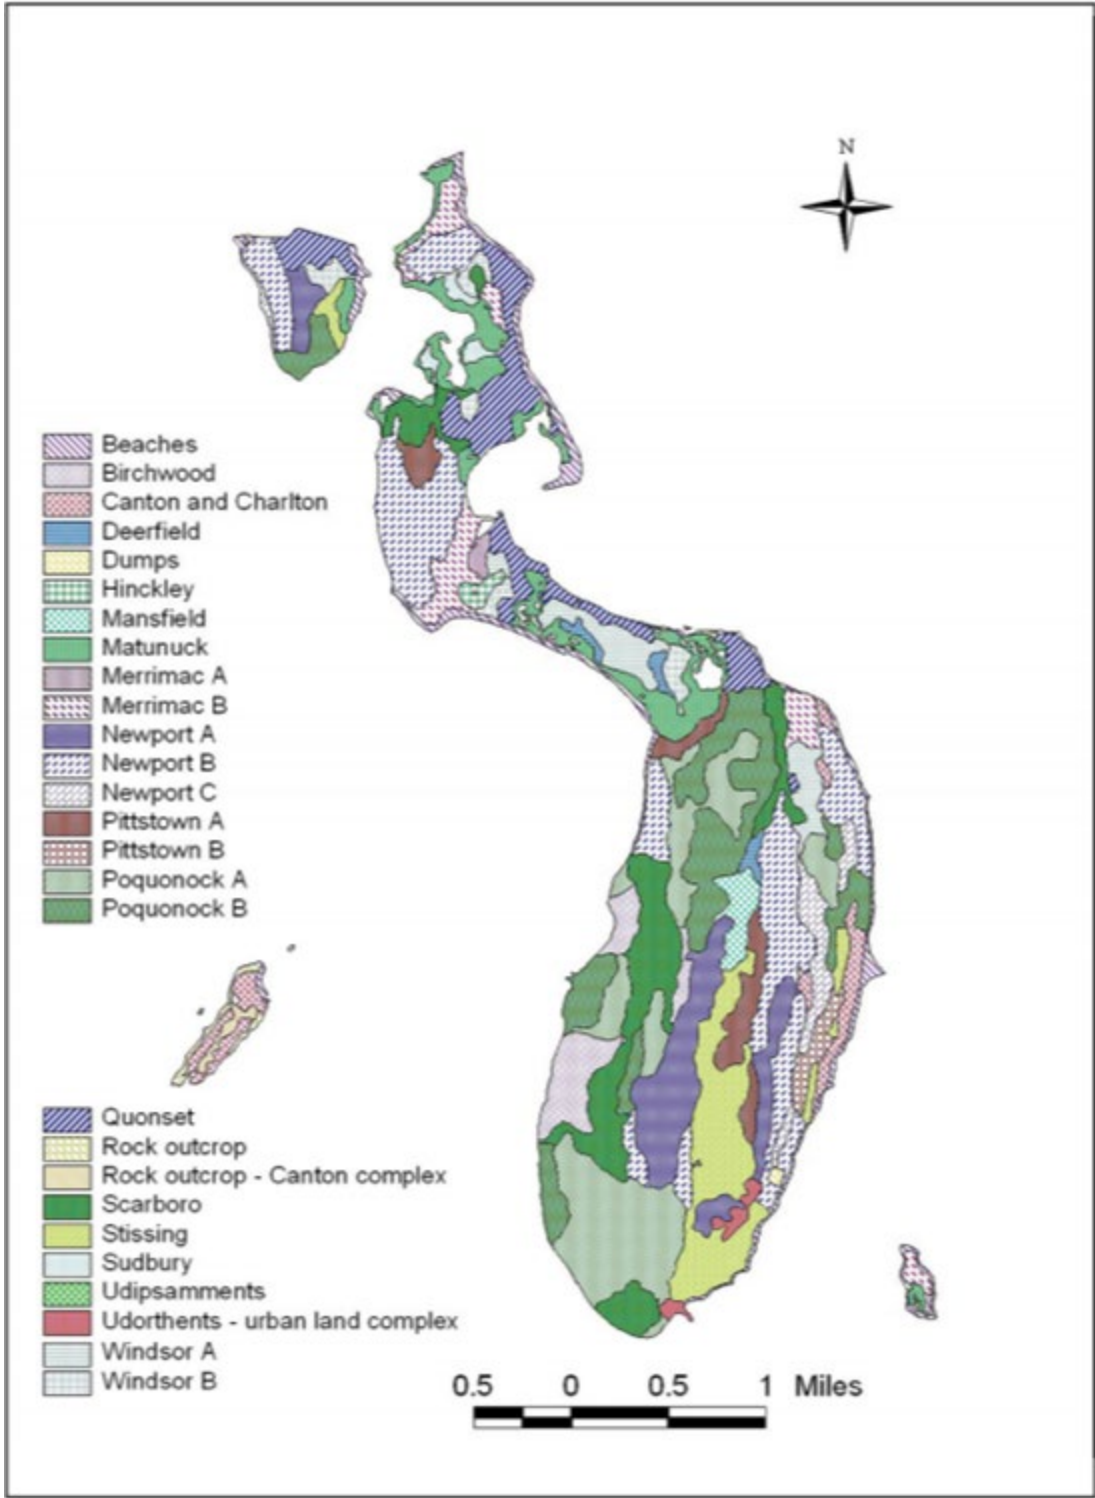 N
Beaches
Birchwood
Canton and Charlton
Deerfield
Dumps
Hinckley
Mansfield
Matunuck
Merrimac A
Merrimac B
Newport A
Newport B
Newport C
Pittstown A
Pittstown B
Poquonock A
Poquonock B
Quonset
Rock outcrop
Rock outcrop - Canton complex
Scarboro
Stissing
Sudbury
Udipsamments
Udorthents - urban land complex
Windsor A
Windsor B
0.5 0 0.5 1 Miles